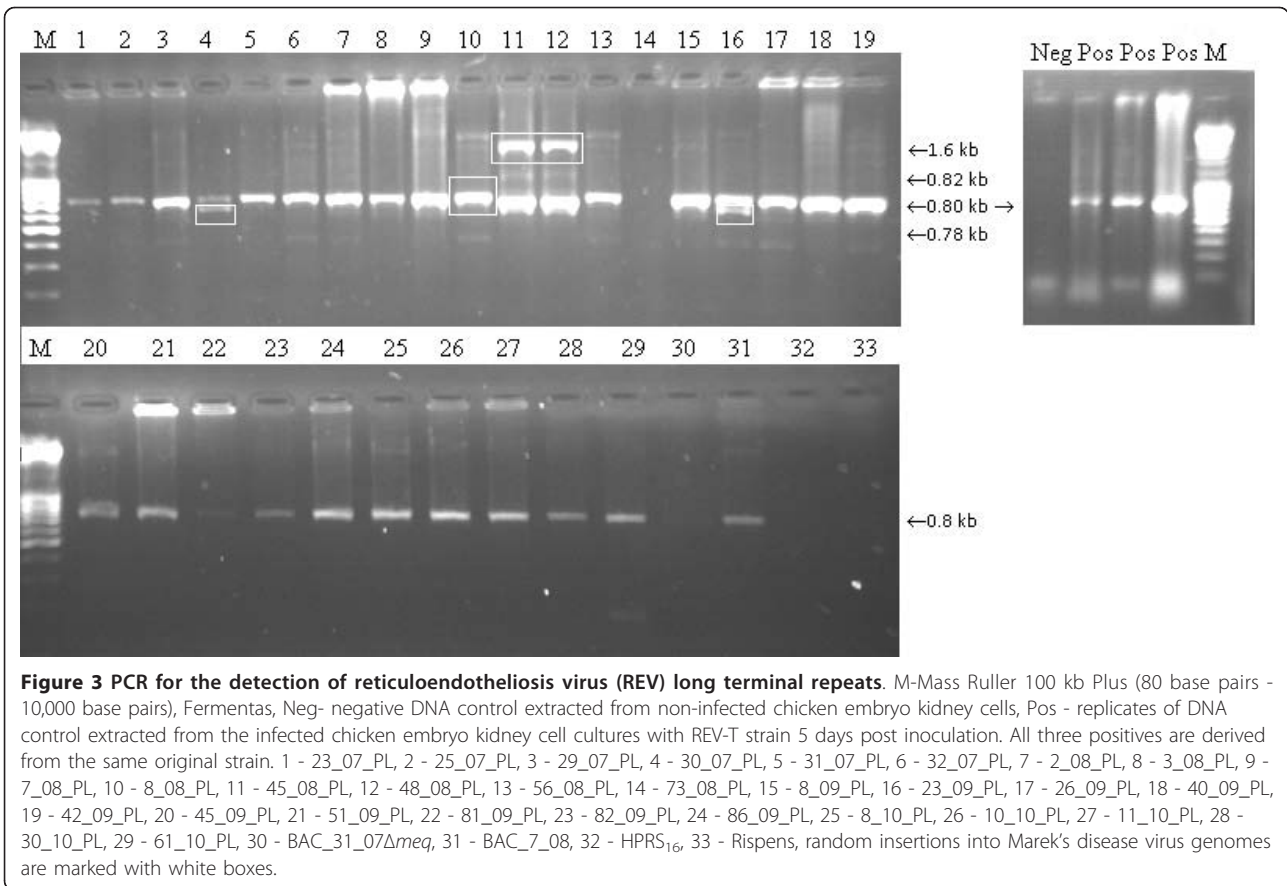 M 1 2 3 4 5 6 7 8 9 10 11 12 13 14 15 16 17 18 19
Neg Pos Pos Pos M
←1.6 kb
←0.82 kb
←0.80 kb →
←0.78 kb
M 20 21 22 23 24 25 26 27 28 29 30 31 32 33
←0.8 kb
Figure 3 PCR for the detection of reticuloendotheliosis virus (REV) long terminal repeats. M-Mass Ruller 100 kb Plus (80 base pairs -
10,000 base pairs), Fermentas, Neg- negative DNA control extracted from non-infected chicken embryo kidney cells, Pos - replicates of DNA
control extracted from the infected chicken embryo kidney cell cultures with REV-T strain 5 days post inoculation. All three positives are derived
from the same original strain. 1 - 23_07_PL, 2 - 25_07_PL, 3 - 29_07_PL, 4 - 30_07_PL, 5 - 31_07_PL, 6 - 32_07_PL, 7 - 2_08_PL, 8 - 3_08_PL, 9 -
7_08_PL, 10 - 8_08_PL, 11 - 45_08_PL, 12 - 48_08_PL, 13 - 56_08_PL, 14 - 73_08_PL, 15 - 8_09_PL, 16 - 23_09_PL, 17 - 26_09_PL, 18 - 40_09_PL,
19 - 42_09_PL, 20 - 45_09_PL, 21 - 51_09_PL, 22 - 81_09_PL, 23 - 82_09_PL, 24 - 86_09_PL, 25 - 8_10_PL, 26 - 10_10_PL, 27 - 11_10_PL, 28 -
30_10_PL, 29 - 61_10_PL, 30 - BAC_31_07Δmeq, 31 - BAC_7_08, 32 - HPRS₁₆, 33 - Rispens, random insertions into Marek's disease virus genomes
are marked with white boxes.